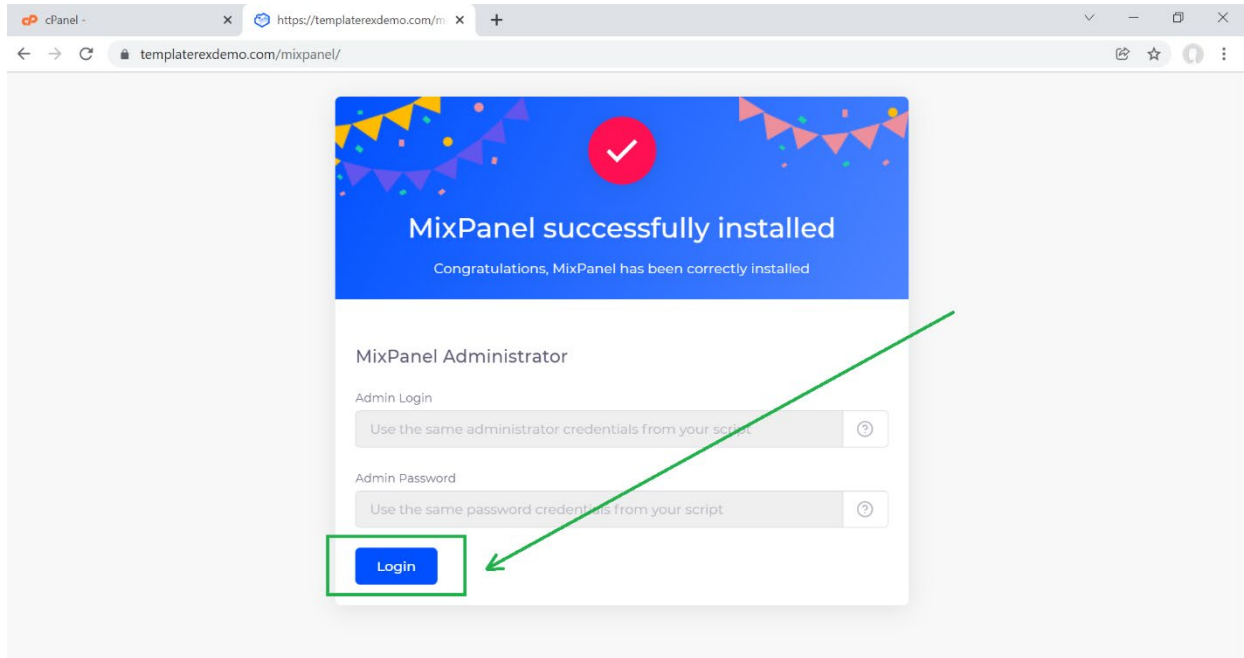 cPanel -
https://templaterexdemo.com/m
templaterexdemo.com/mixpanel/
MixPanel successfully installed
Congratulations, MixPanel has been correctly installed
MixPanel Administrator
Admin Login
Use the same administrator credentials from your script
Admin Password
Use the same password credentials from your script
Login